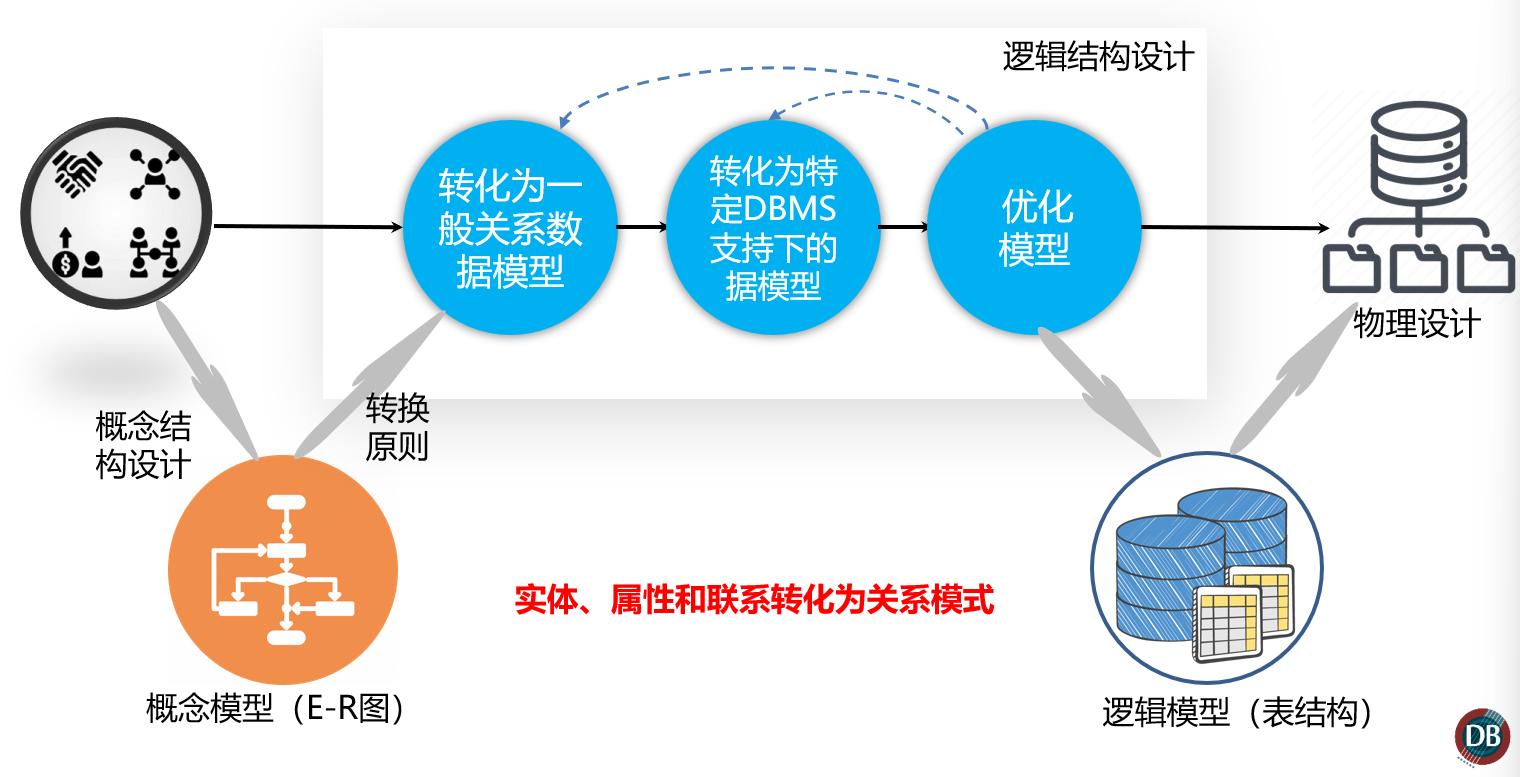 逻辑结构设计
转化为一
般关系数
据模型
转化为特
定DBMS
支持下的
据模型
优化
模型
物理设计
概念结
构设计
转换
原则
实体、属性和联系转化为关系模式
概念模型（E-R图）
逻辑模型（表结构）
DB